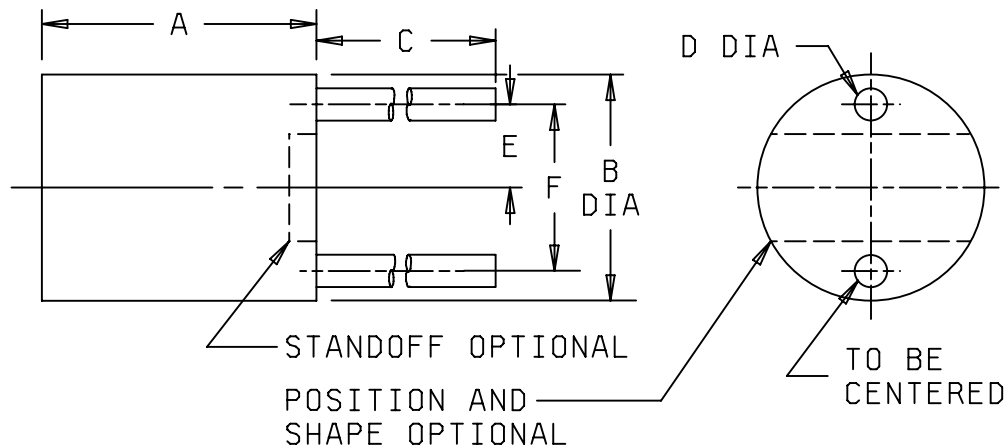 A
C
D DIA
E
F
B
DIA
STANDOFF OPTIONAL
POSITION AND
SHAPE OPTIONAL
TO BE
CENTERED